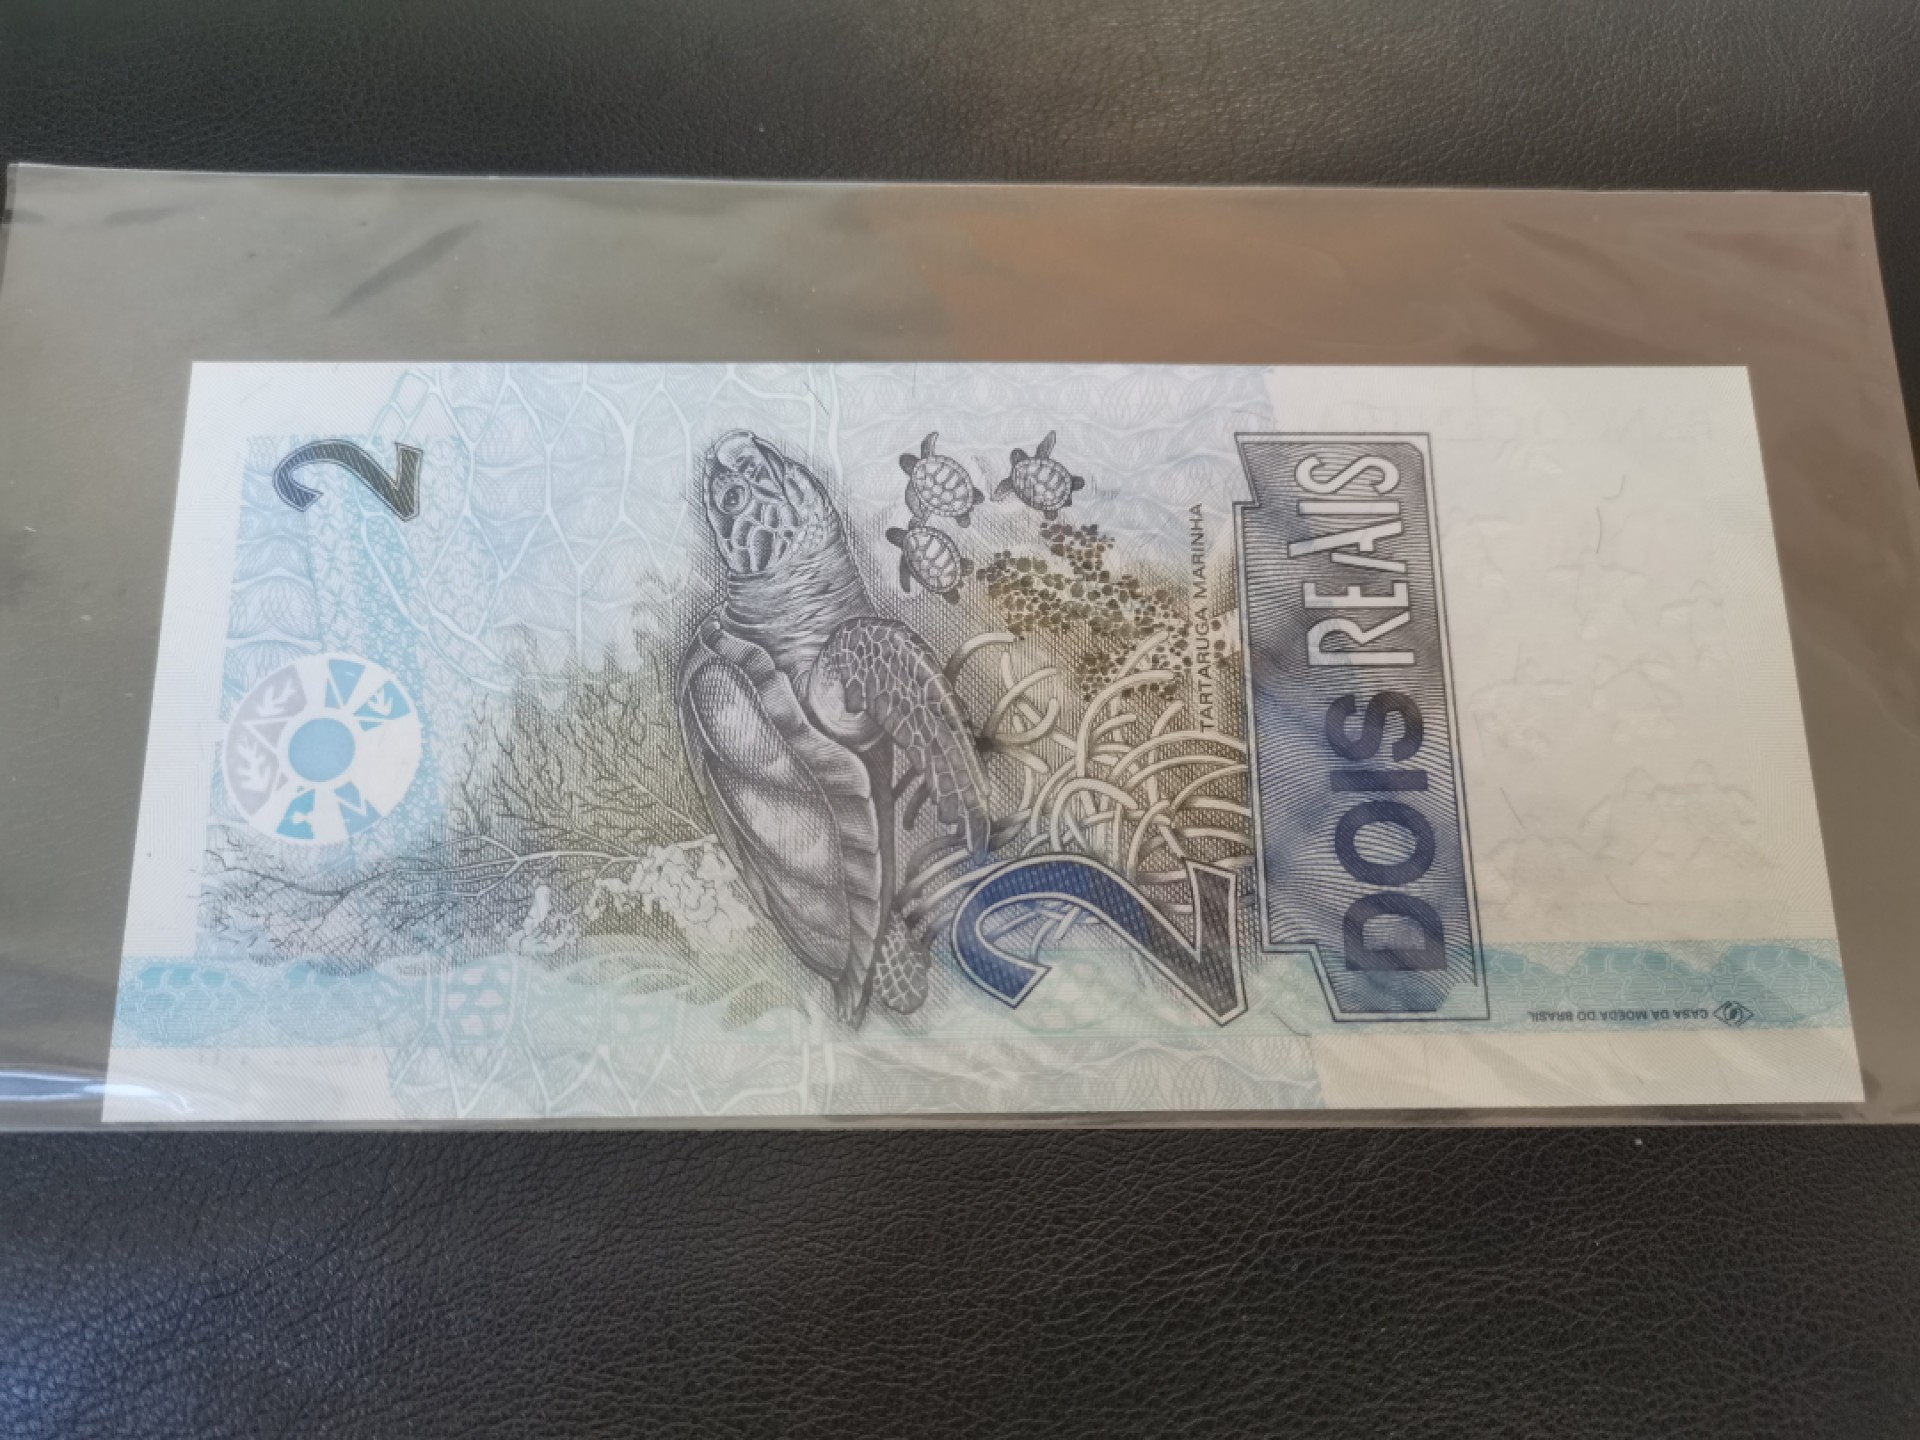 2
TARTARUGA MARINHA
2
DOIS REAIS
CASA DA MOEDA DO BRASIL